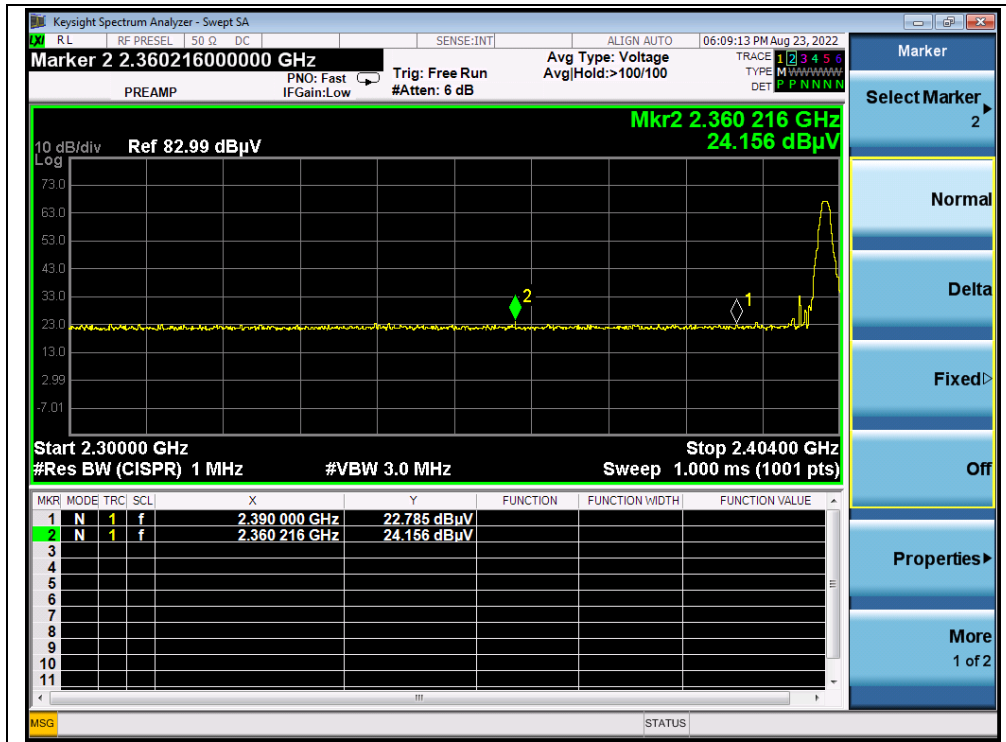 Keysight Spectrum Analyzer - Swept SA
LXI RL RF PRESEL 50 Ω DC SENSE:INT ALIGN AUTO 06:09:13 PM Aug 23, 2022
Marker 2 2.360216000000 GHz Avg Type: Voltage TRACE 1 2 3 4 5 6
PNO: Fast Trig: Free Run Avg|Hold:>100/100 TYPE M WWWWW
PREAMP IFGain:Low #Atten: 6 dB DET P P N N N N
Mkr2 2.360 216 GHz
10 dB/div Ref 82.99 dBµV 24.156 dBµV
Log
73.0
63.0
53.0
43.0
33.0
23.0
13.0
2.99
-7.01
2
1
Start 2.30000 GHz Stop 2.40400 GHz
#Res BW (CISPR) 1 MHz #VBW 3.0 MHz Sweep 1.000 ms (1001 pts)
MKR MODE TRC SCL X Y FUNCTION FUNCTION WIDTH FUNCTION VALUE
1 N 1 f 2.390 000 GHz 22.785 dBµV
2 N 1 f 2.360 216 GHz 24.156 dBµV
3
4
5
6
7
8
9
10
11
MSG STATUS
Marker
Select Marker
2
Normal
Delta
Fixed
Off
Properties
More
1 of 2